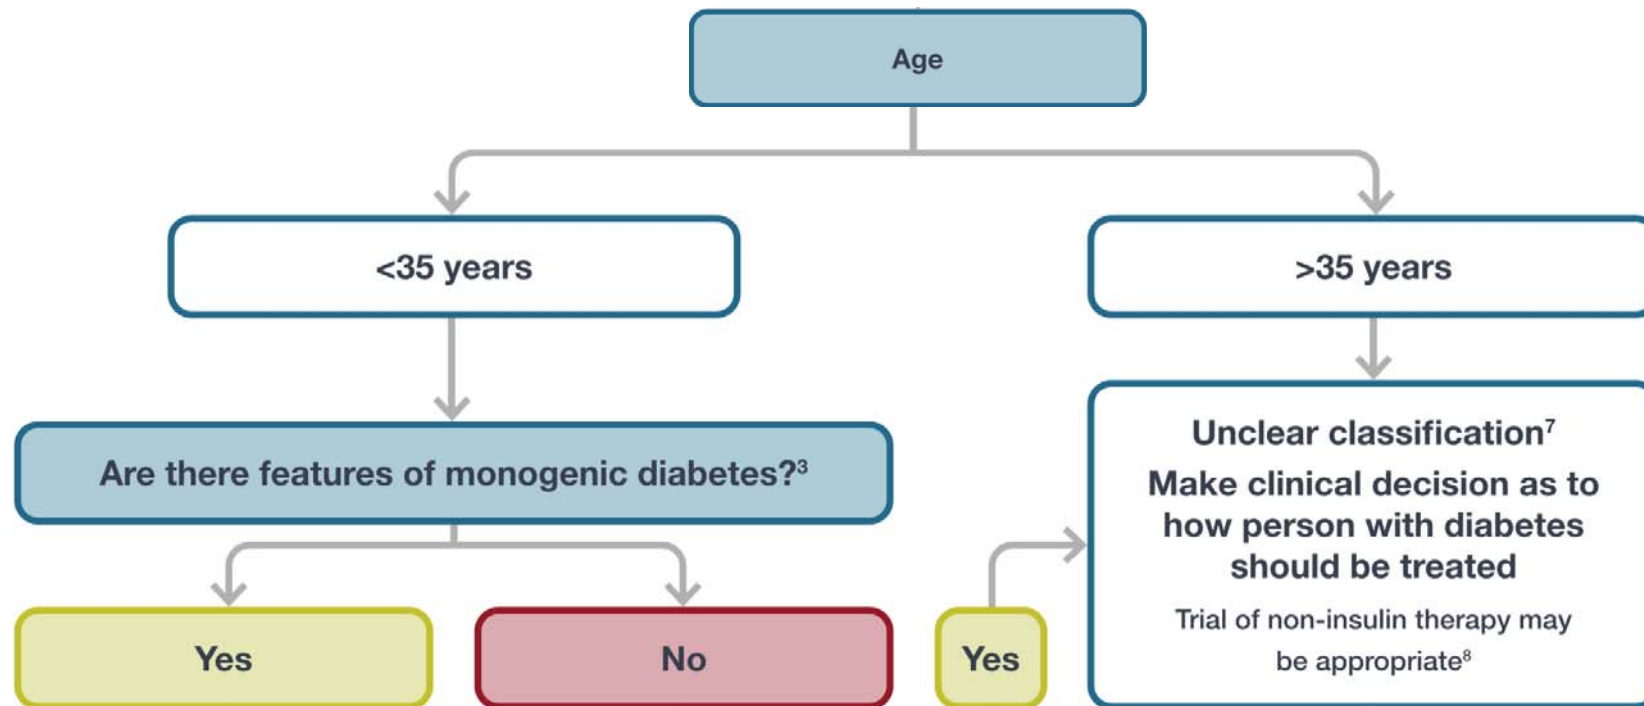 Age
<35 years
>35 years
Are there features of monogenic diabetes?³
Unclear classification⁷
Make clinical decision as to
how person with diabetes
should be treated
Trial of non-insulin therapy may
be appropriate⁸
Yes
No
Yes